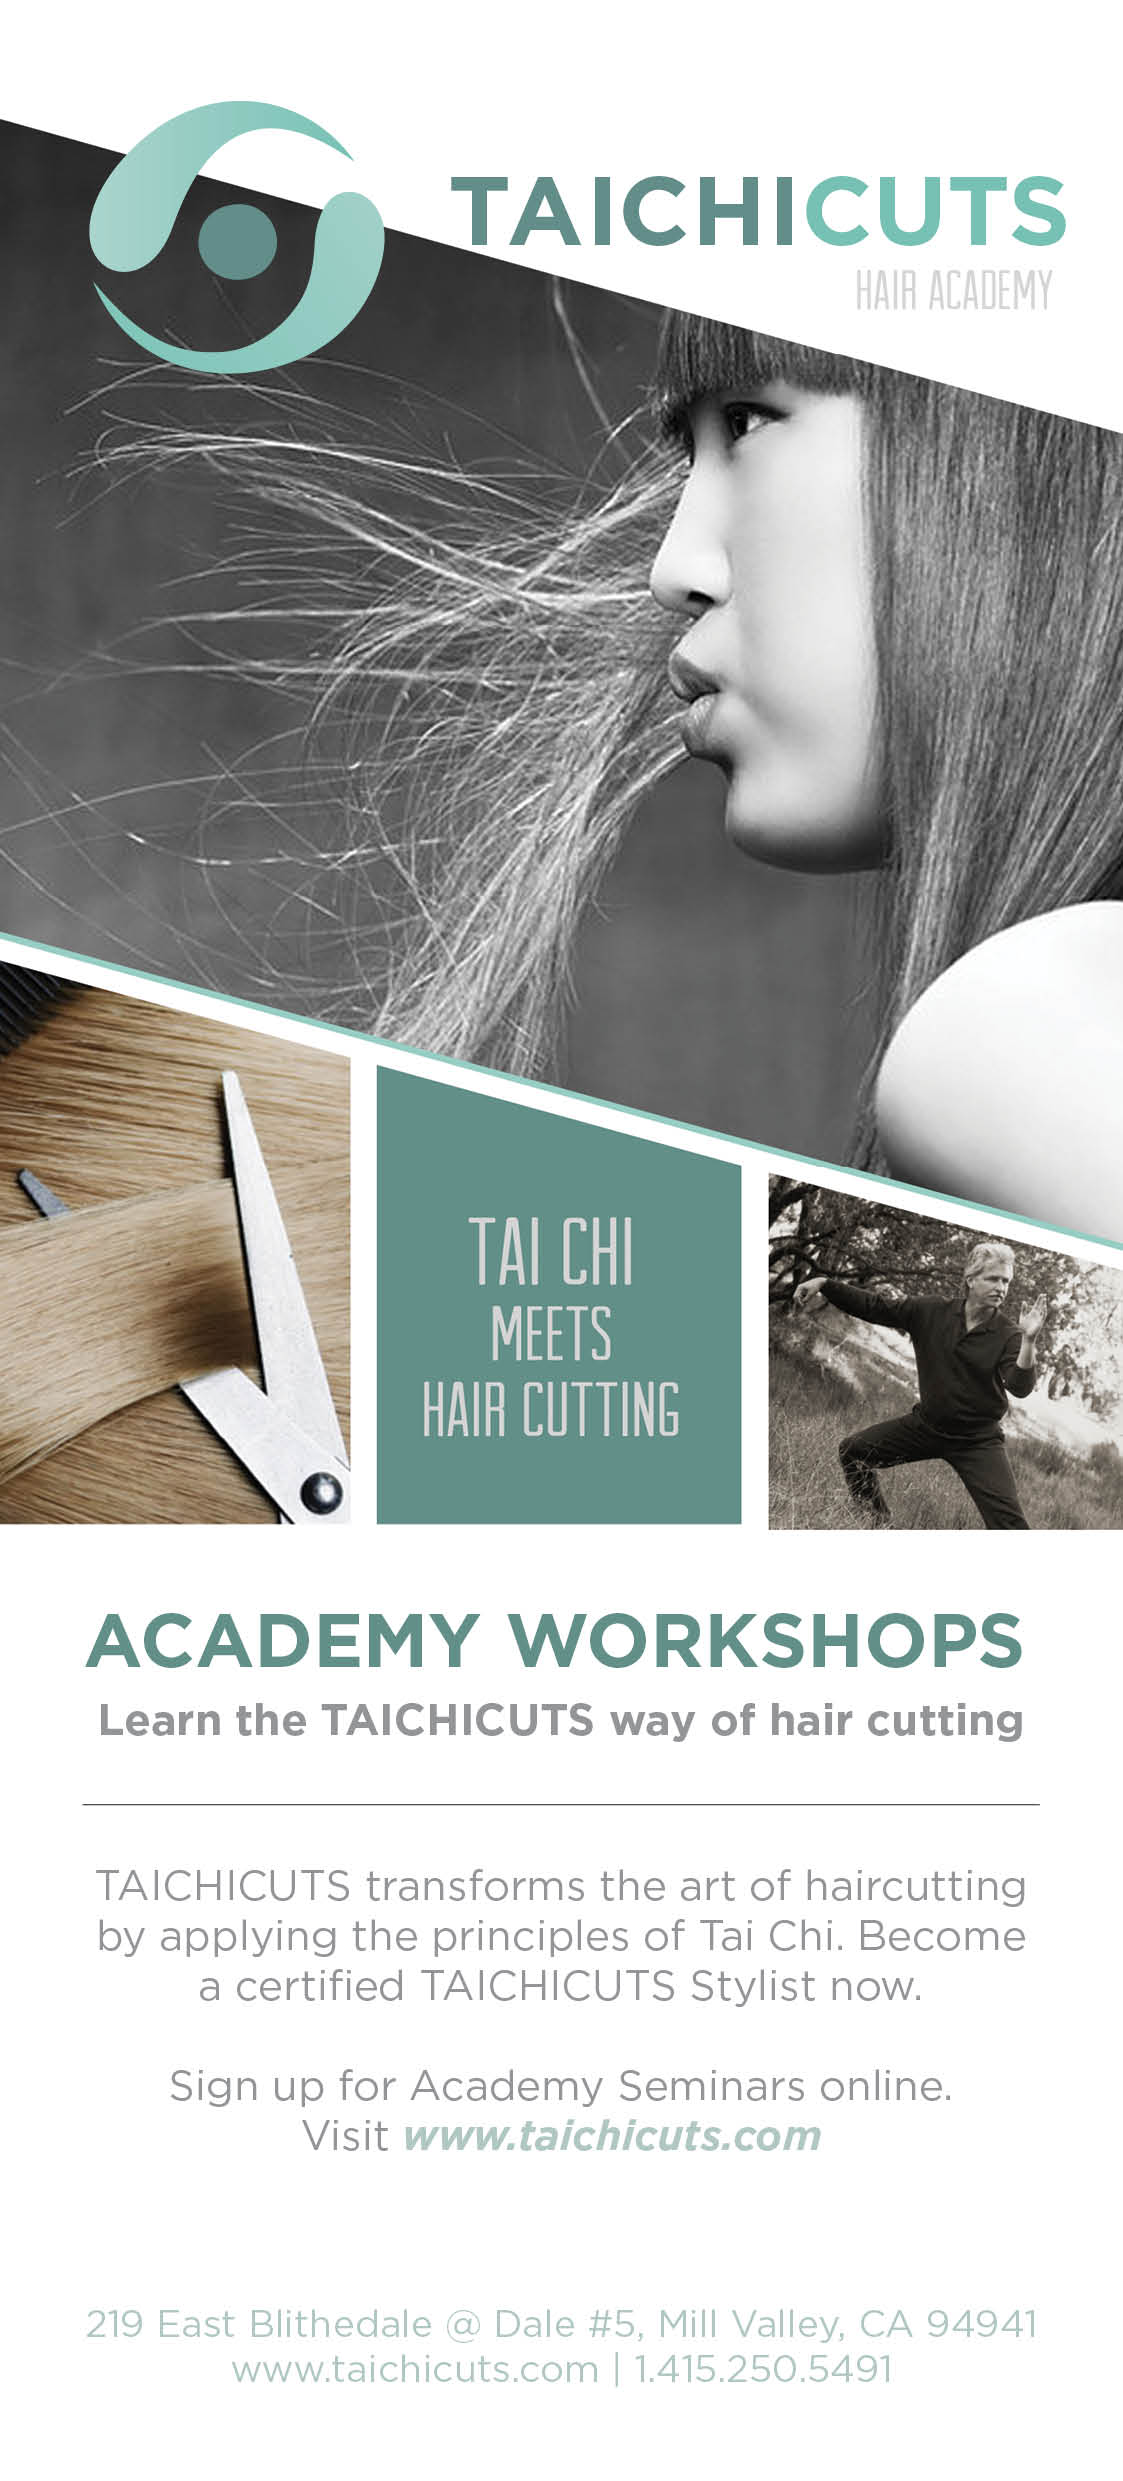 TAICHICUTS
HAIR ACADEMY
TAI CHI
MEETS
HAIR CUTTING
ACADEMY WORKSHOPS
Learn the TAICHICUTS way of hair cutting
TAICHICUTS transforms the art of haircutting
by applying the principles of Tai Chi. Become
a certified TAICHICUTS Stylist now.
Sign up for Academy Seminars online.
Visit www.taichicuts.com
219 East Blithedale @ Dale #5, Mill Valley, CA 94941
www.taichicuts.com | 1.415.250.5491